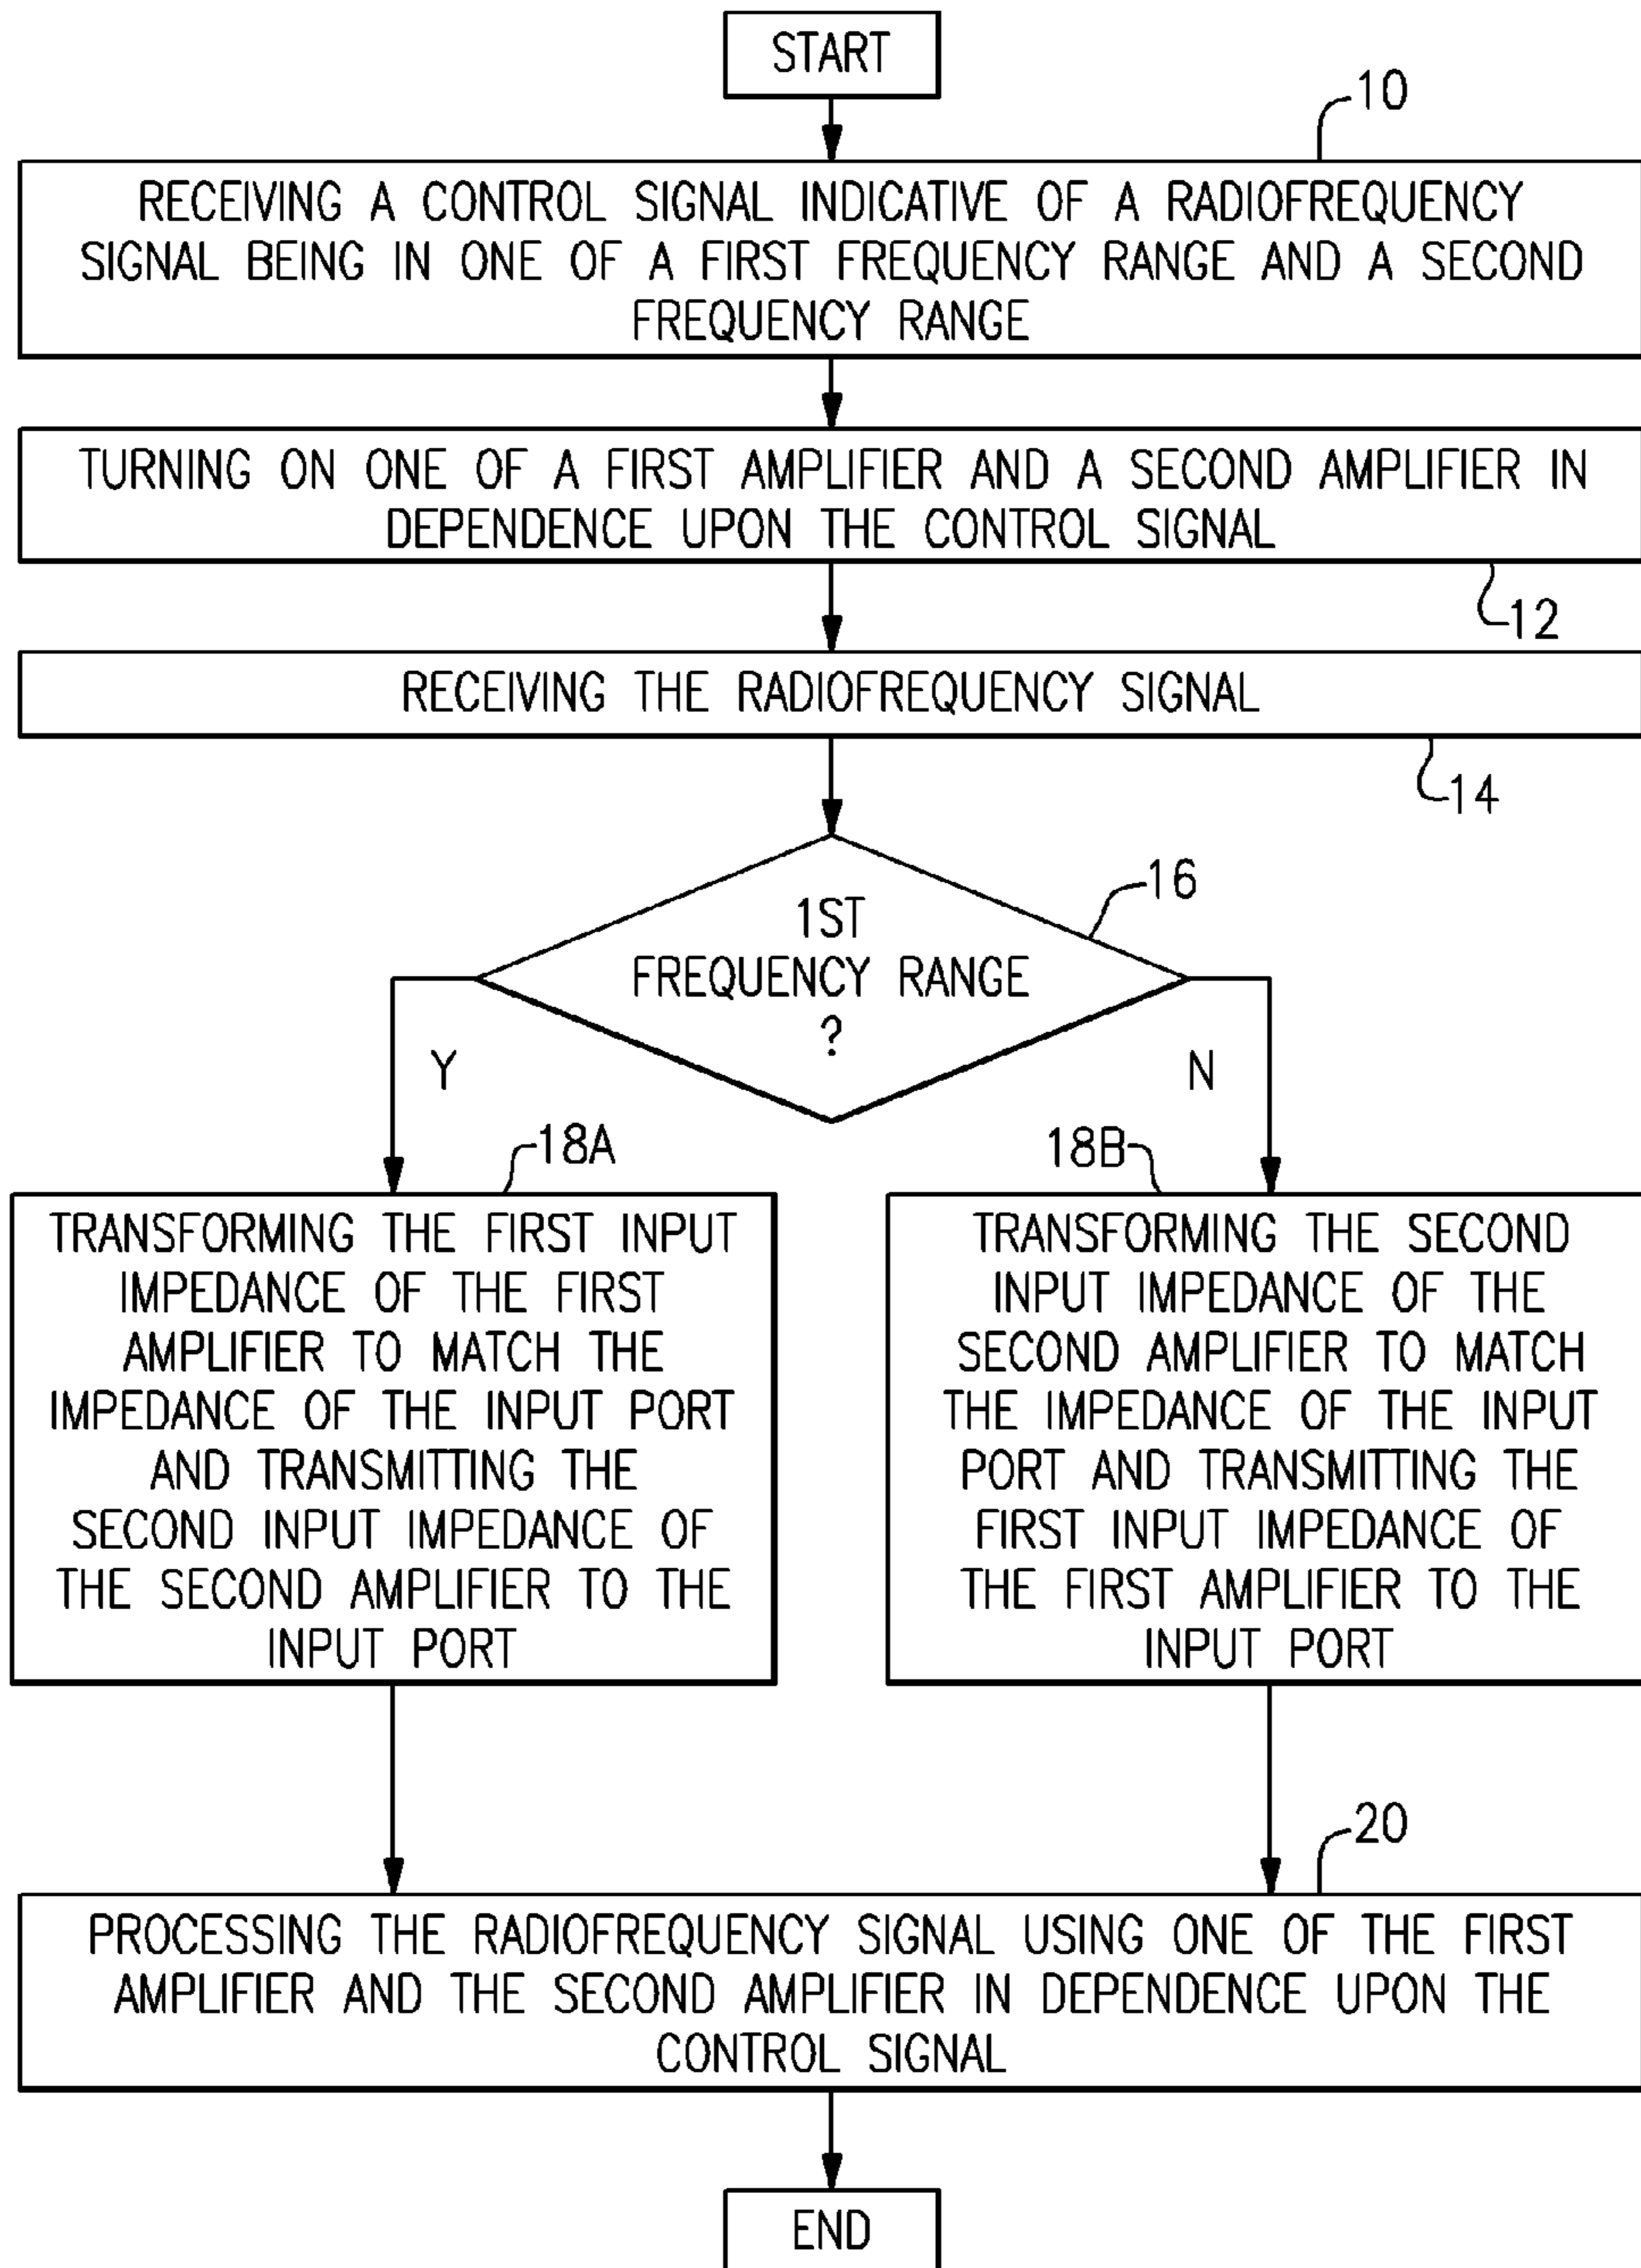 START
10
RECEIVING A CONTROL SIGNAL INDICATIVE OF A RADIOFREQUENCY
SIGNAL BEING IN ONE OF A FIRST FREQUENCY RANGE AND A SECOND
FREQUENCY RANGE
TURNING ON ONE OF A FIRST AMPLIFIER AND A SECOND AMPLIFIER IN
DEPENDENCE UPON THE CONTROL SIGNAL
12
RECEIVING THE RADIOFREQUENCY SIGNAL
14
16
1ST
FREQUENCY RANGE
?
Y
N
18A
TRANSFORMING THE FIRST INPUT
IMPEDANCE OF THE FIRST
AMPLIFIER TO MATCH THE
IMPEDANCE OF THE INPUT PORT
AND TRANSMITTING THE
SECOND INPUT IMPEDANCE OF
THE SECOND AMPLIFIER TO THE
INPUT PORT
18B
TRANSFORMING THE SECOND
INPUT IMPEDANCE OF THE
SECOND AMPLIFIER TO MATCH
THE IMPEDANCE OF THE INPUT
PORT AND TRANSMITTING THE
FIRST INPUT IMPEDANCE OF
THE FIRST AMPLIFIER TO THE
INPUT PORT
20
PROCESSING THE RADIOFREQUENCY SIGNAL USING ONE OF THE FIRST
AMPLIFIER AND THE SECOND AMPLIFIER IN DEPENDENCE UPON THE
CONTROL SIGNAL
END